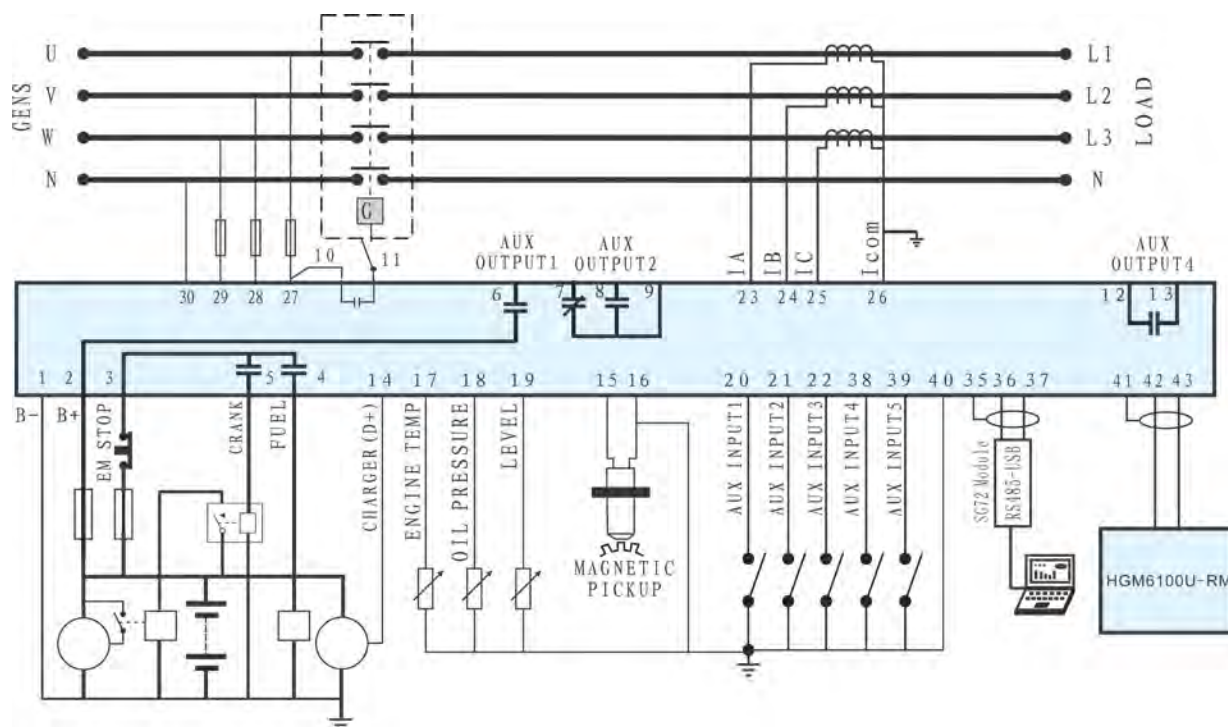 GENS
U
V
W
N
L1
L2
L3
N
LOAD
G
10
11
AUX
OUTPUT1
AUX
OUTPUT2
IA
IB
IC
Icom
AUX
OUTPUT4
30
29
28
27
6
7
8
9
23
24
25
26
12
13
1
2
3
5
4
14
17
18
19
15
16
20
21
22
38
39
40
35
36
37
41
42
43
B-
B+
EM STOP
CRANK
FUEL
CHARGER (D+)
ENGINE TEMP
OIL PRESSURE
LEVEL
MAGNETIC
PICKUP
AUX INPUT1
AUX INPUT2
AUX INPUT3
AUX INPUT4
AUX INPUT5
SG72 Module
RS485-USB
HGM6100U-RM